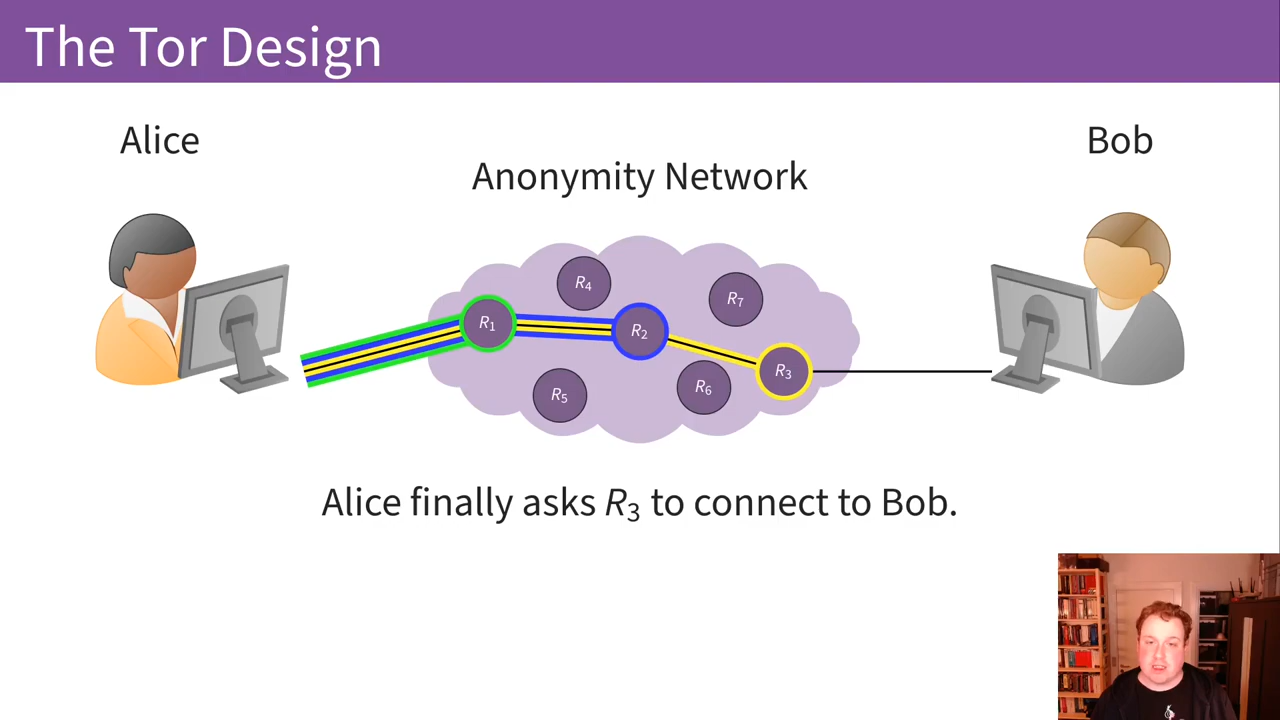 The Tor Design
Alice
Bob
Anonymity Network
R4
R7
R1
R2
R3
R6
R5
Alice finally asks R3 to connect to Bob.